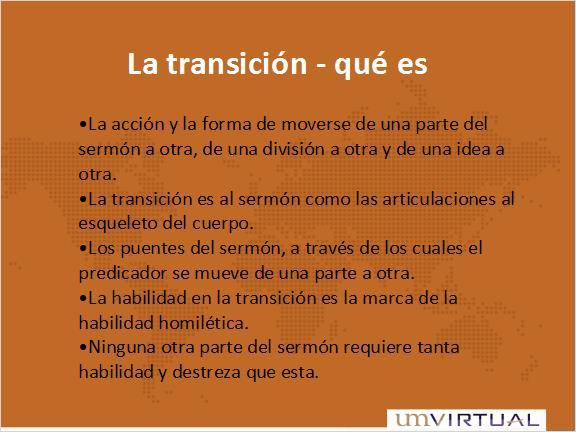 La transición - qué es
•La acción y la forma de moverse de una parte del
sermón a otra, de una división a otra y de una idea a
otra.
•La transición es al sermón como las articulaciones al
esqueleto del cuerpo.
•Los puentes del sermón, a través de los cuales el
predicador se mueve de una parte a otra.
•La habilidad en la transición es la marca de la
habilidad homilética.
•Ninguna otra parte del sermón requiere tanta
habilidad y destreza que esta.
umVIRTUAL